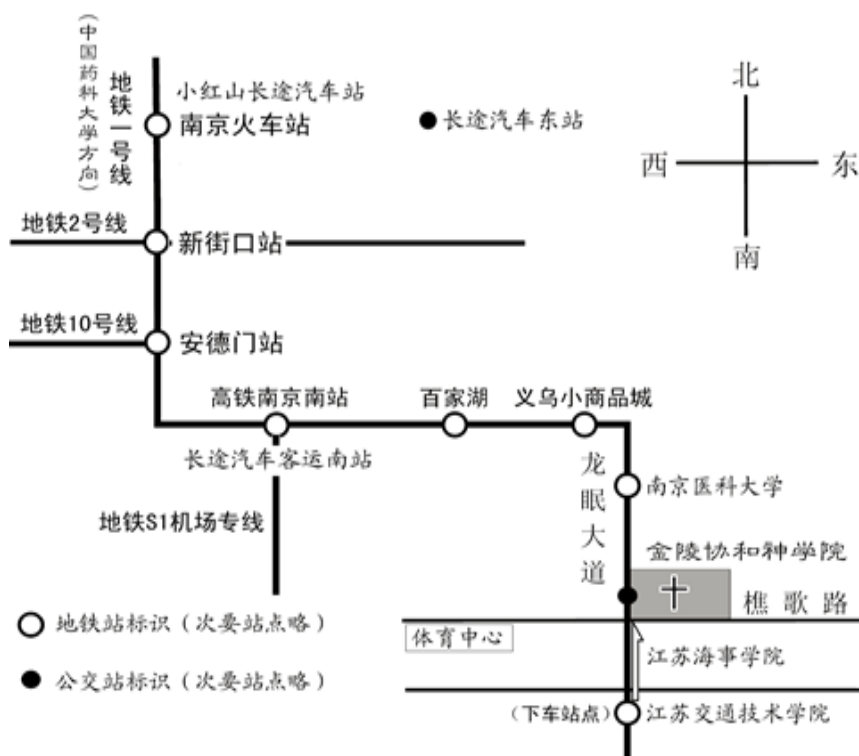 （中国药科大学方向）
地铁一号线
小红山长途汽车站
南京火车站
长途汽车东站
北
西
东
南
地铁2号线
新街口站
地铁10号线
安德门站
高铁南京南站
百家湖
义乌小商品城
长途汽车客运南站
地铁S1机场专线
龙眠大道
南京医科大学
金陵协和神学院
樵歌路
体育中心
江苏海事学院
（下车站点）
江苏交通技术学院
地铁站标识（次要站点略）
公交站标识（次要站点略）